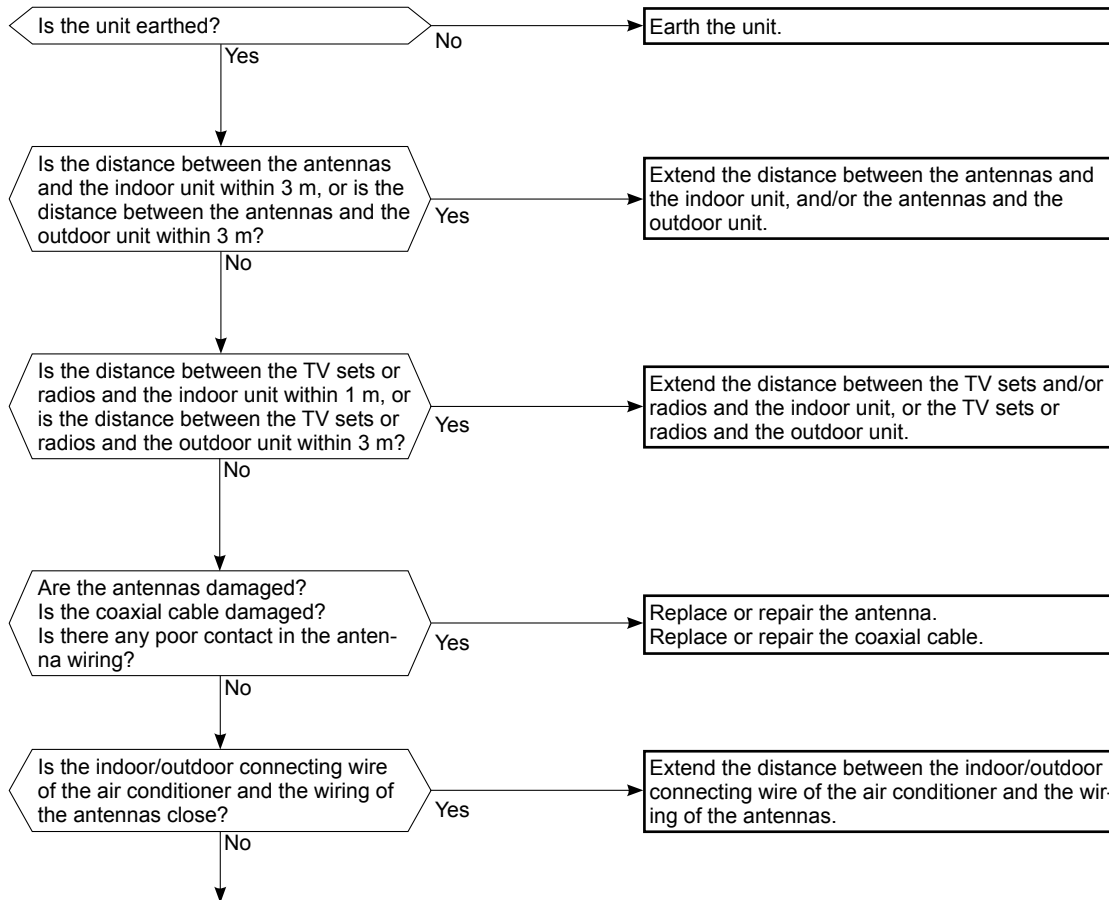 Is the unit earthed?
No
Earth the unit.
Yes
Is the distance between the antennas
and the indoor unit within 3 m, or is the
distance between the antennas and the
outdoor unit within 3 m?
Yes
Extend the distance between the antennas and
the indoor unit, and/or the antennas and the
outdoor unit.
No
Is the distance between the TV sets or
radios and the indoor unit within 1 m, or
is the distance between the TV sets or
radios and the outdoor unit within 3 m?
Yes
Extend the distance between the TV sets and/or
radios and the indoor unit, or the TV sets or
radios and the outdoor unit.
No
Are the antennas damaged?
Is the coaxial cable damaged?
Is there any poor contact in the anten-
na wiring?
Yes
Replace or repair the antenna.
Replace or repair the coaxial cable.
No
Is the indoor/outdoor connecting wire
of the air conditioner and the wiring of
the antennas close?
Yes
Extend the distance between the indoor/outdoor
connecting wire of the air conditioner and the wir-
ing of the antennas.
No